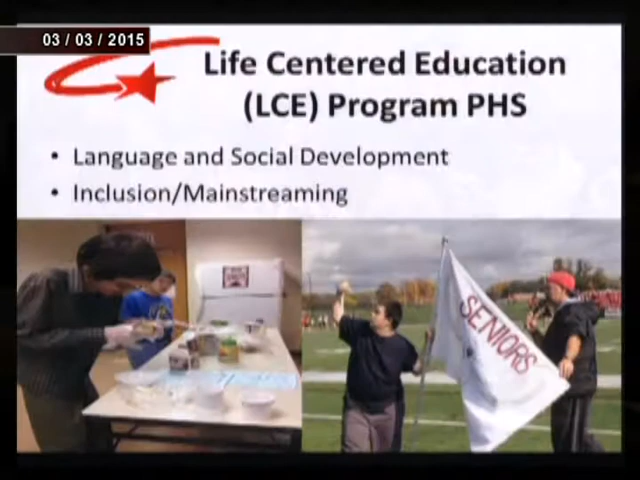 03 / 03 / 2015
Life Centered Education
(LCE) Program PHS
• Language and Social Development
• Inclusion/Mainstreaming
SENIORS